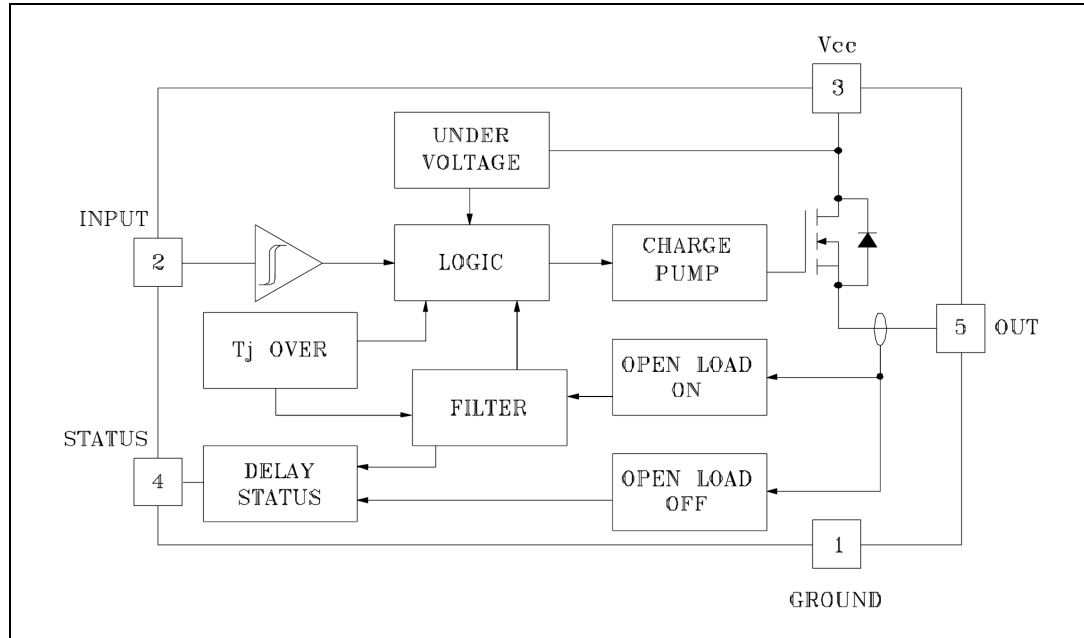 Vcc
3
UNDER
VOLTAGE
INPUT
2
LOGIC
CHARGE
PUMP
5
OUT
Tj OVER
OPEN LOAD
ON
FILTER
STATUS
4
DELAY
STATUS
OPEN LOAD
OFF
1
GROUND